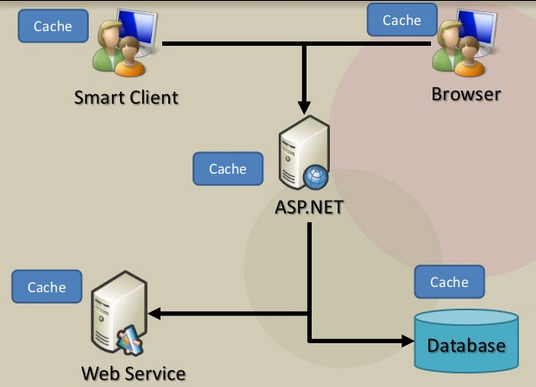 Cache
Cache
Smart Client
Browser
Cache
ASP.NET
Cache
Cache
Database
Web Service